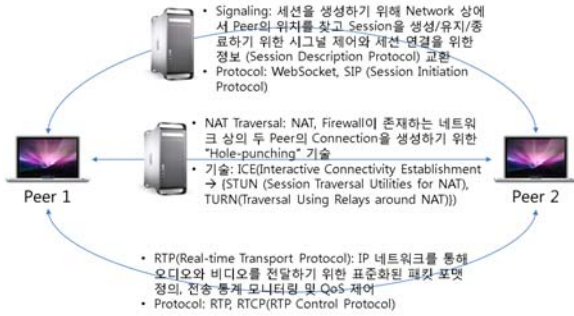 • Signaling: 세션을 생성하기 위해 Network 상에
서 Peer의 위치를 찾고 Session을 생성/유지/종
료하기 위한 시그널 제어와 세션 연결을 위한
정보 (Session Description Protocol) 교환
• Protocol: WebSocket, SIP (Session Initiation
Protocol)
• NAT Traversal: NAT, Firewall이 존재하는 네트워
크 상의 두 Peer의 Connection을 생성하기 위한
"Hole-punching" 기술
• 기술: ICE(Interactive Connectivity Establishment
→ {STUN (Session Traversal Utilities for NAT),
TURN(Traversal Using Relays around NAT)})
Peer 1
Peer 2
• RTP(Real-time Transport Protocol): IP 네트워크를 통해
오디오와 비디오를 전달하기 위한 표준화된 패킷 포맷
정의, 전송 통계 모니터링 및 QoS 제어
• Protocol: RTP, RTCP(RTP Control Protocol)